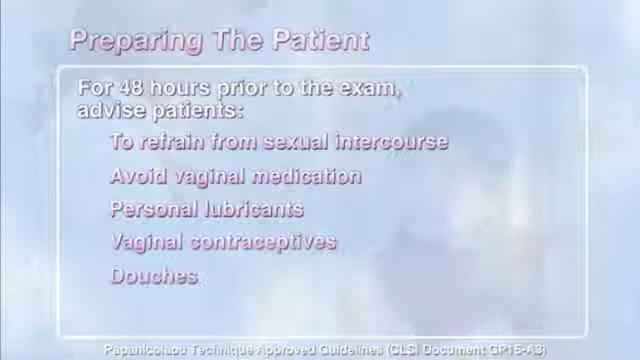 Preparing The Patient
For 48 hours prior to the exam,
advise patients:
To refrain from sexual intercourse
Avoid vaginal medication
Personal lubricants
Vaginal contraceptives
Douches
Papanicolaou Technique Approved Guidelines (CLSI Document GP15-A3)